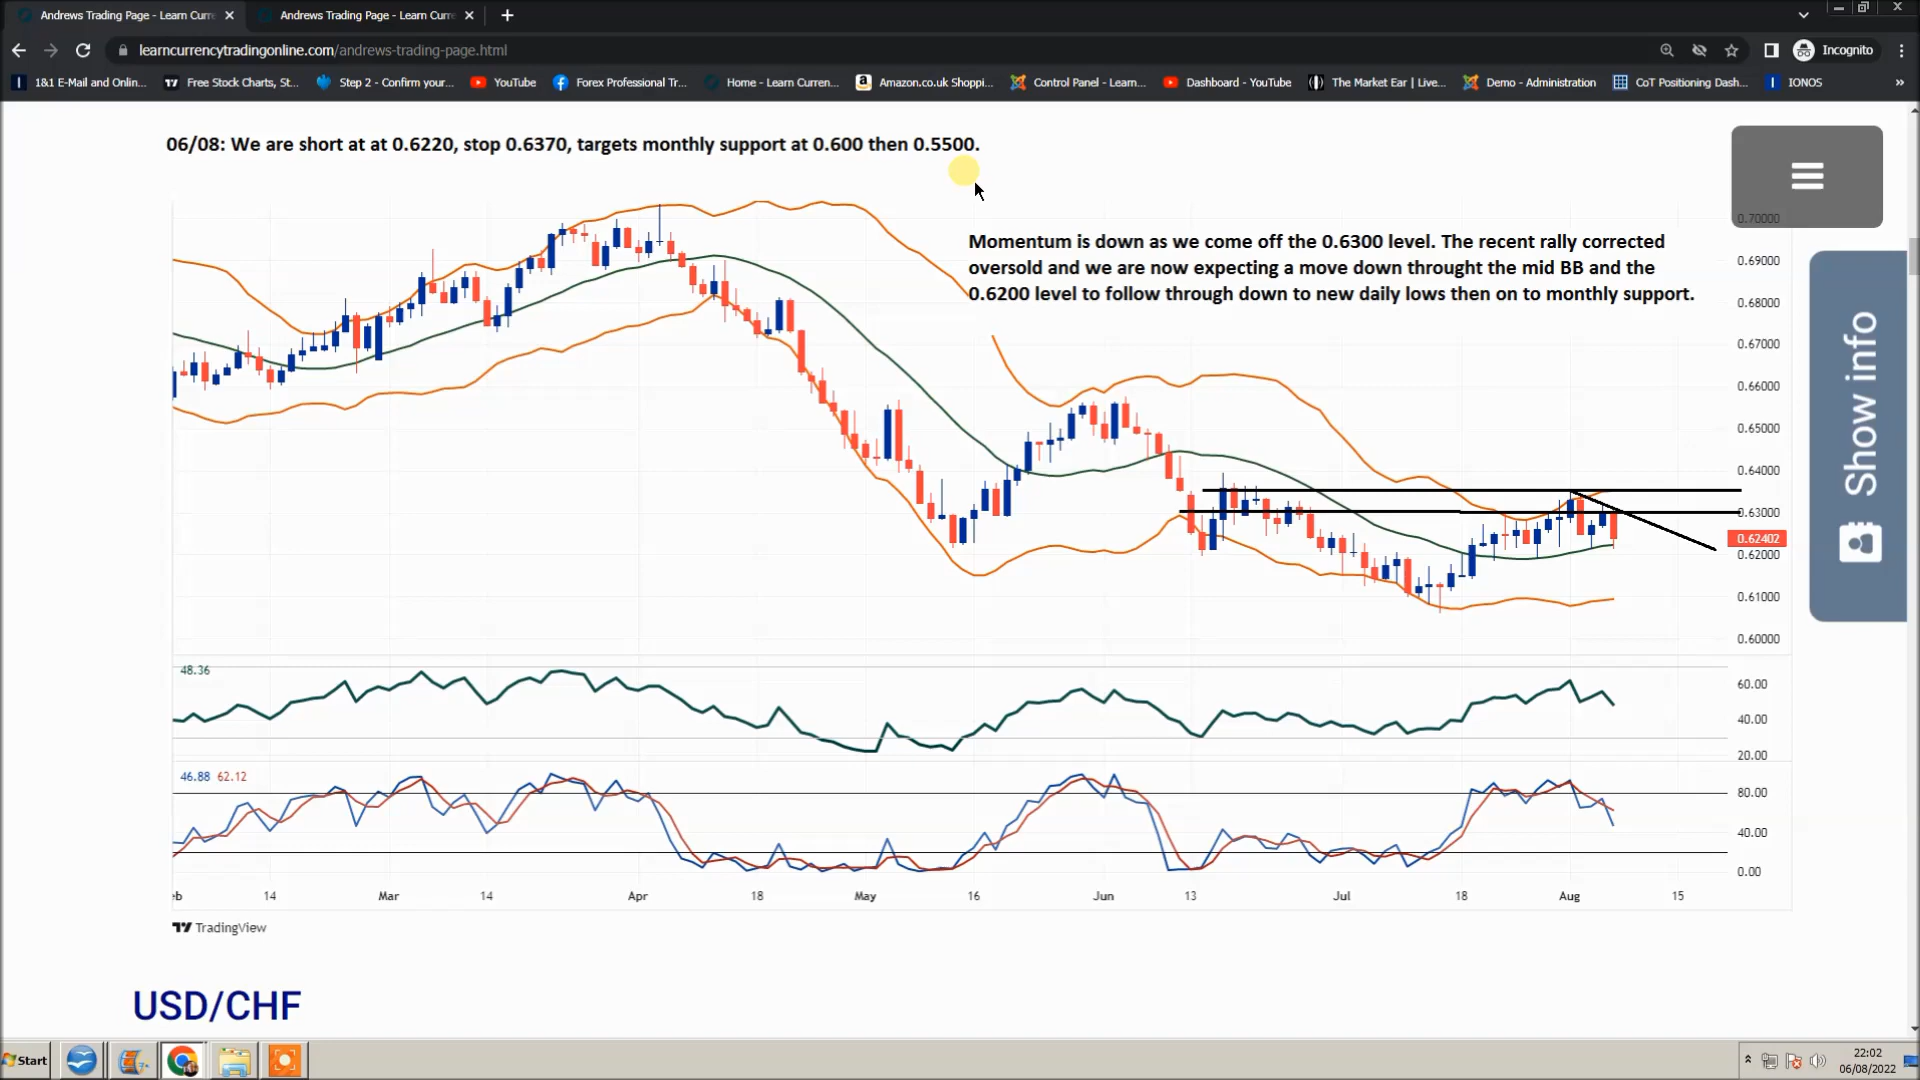 Andrews Trading Page - Learn Curre
Andrews Trading Page - Learn Curre
learncurrencytradingonline.com/andrews-trading-page.html
Incognito
1&1 E-Mail and Onlin...
Free Stock Charts, St...
Step 2 - Confirm your...
YouTube
Forex Professional Tr...
Home - Learn Curren...
Amazon.co.uk Shoppi...
Control Panel - Learn...
Dashboard - YouTube
The Market Ear | Live...
Demo - Administration
CoT Positioning Dash...
IONOS
»
06/08: We are short at at 0.6220, stop 0.6370, targets monthly support at 0.600 then 0.5500.
Momentum is down as we come off the 0.6300 level. The recent rally corrected
oversold and we are now expecting a move down throught the mid BB and the
0.6200 level to follow through down to new daily lows then on to monthly support.
0.70000
0.69000
0.68000
0.67000
0.66000
0.65000
0.64000
0.63000
0.62402
0.62000
0.61000
0.60000
Show info
48.36
60.00
40.00
20.00
46.88 62.12
80.00
40.00
0.00
eb
14
Mar
14
Apr
18
May
16
Jun
13
Jul
18
Aug
15
TradingView
USD/CHF
Start
22:02
06/08/2022